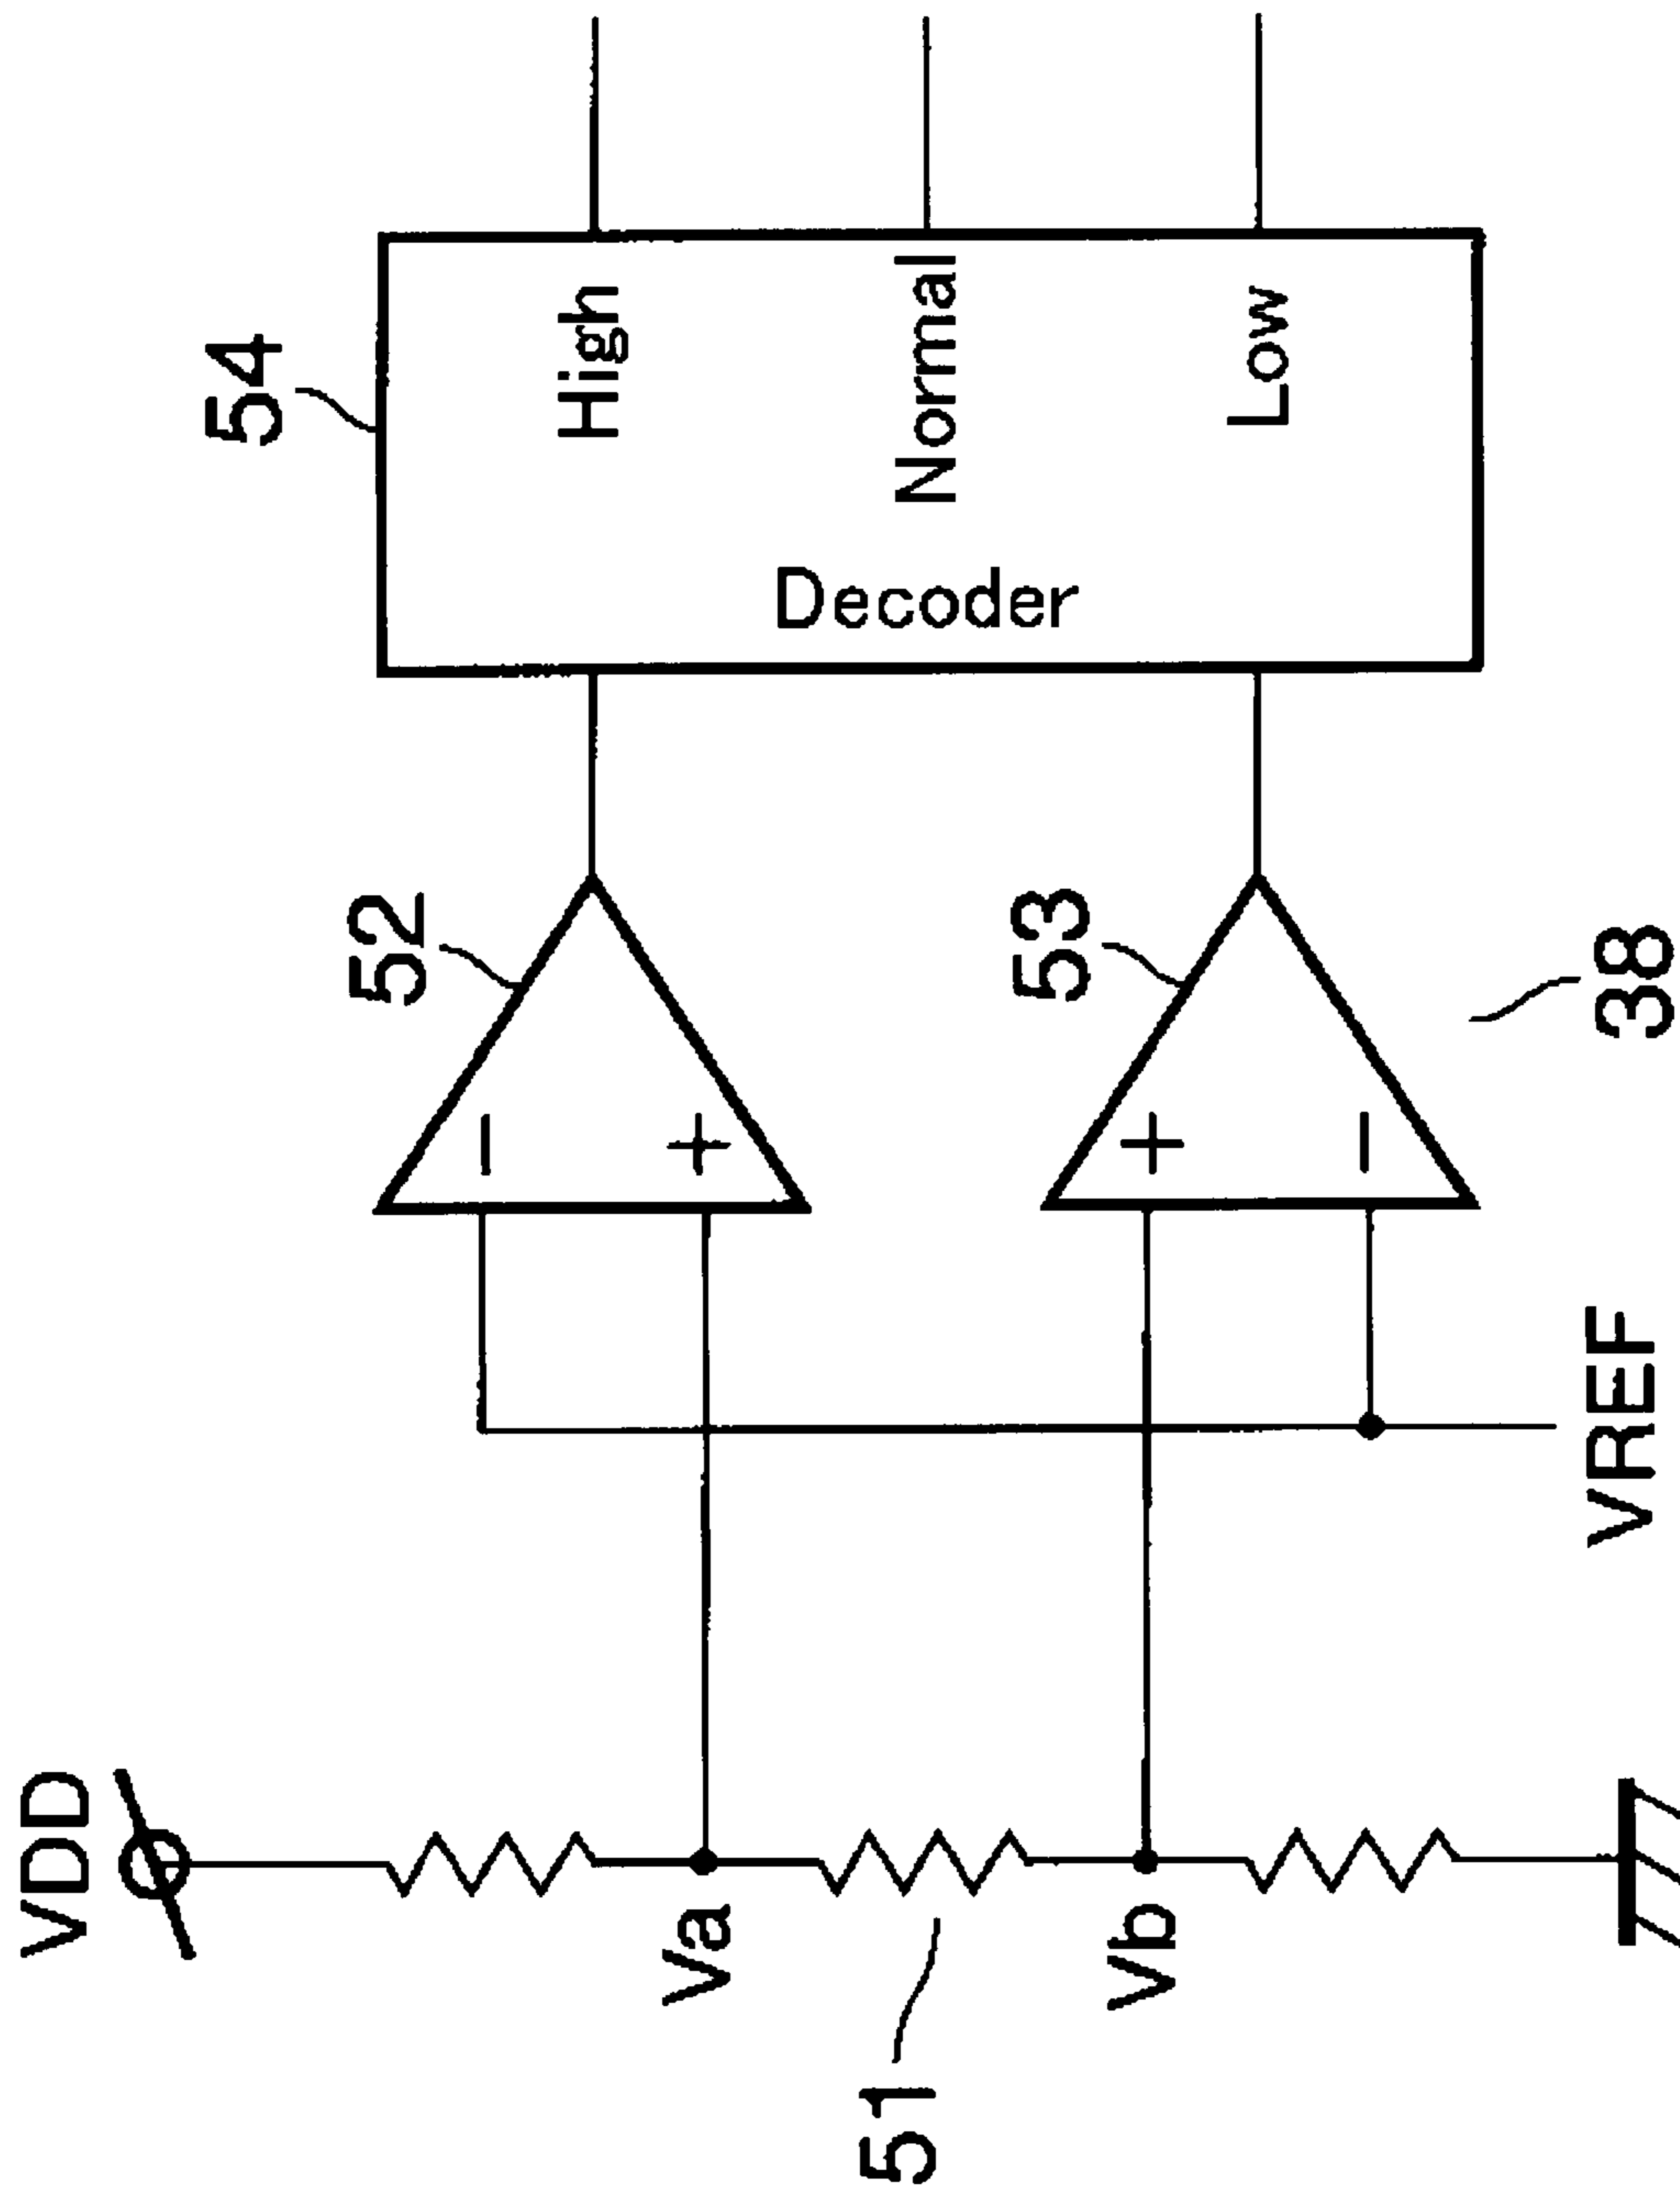 VDD
Va
51
Vb
VREF
52
53
38
54
High
Normal
Low
Decoder